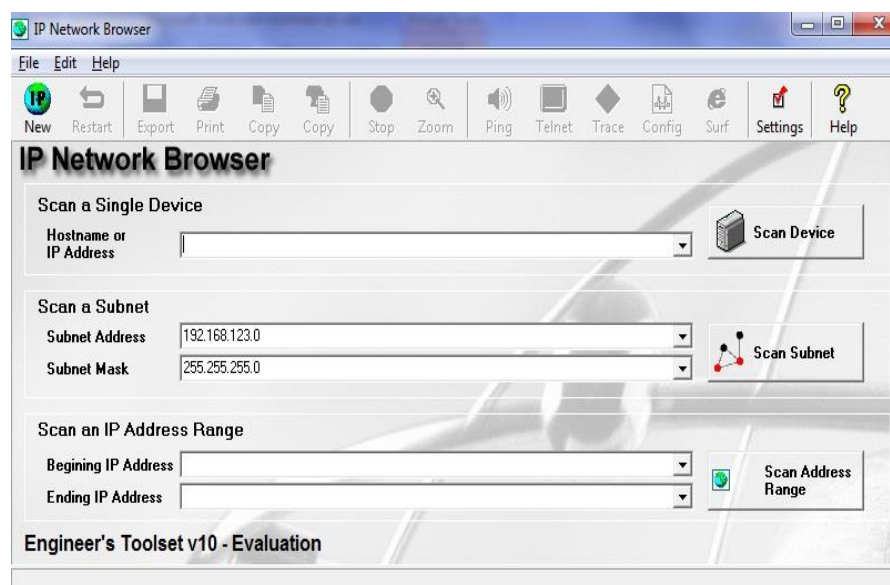 IP Network Browser
File Edit Help
IP
New Restart Export Print Copy Copy Stop Zoom Ping Telnet Trace Config Surf Settings Help
IP Network Browser
Scan a Single Device
Hostname or
IP Address
Scan Device
Scan a Subnet
Subnet Address 192.168.123.0
Subnet Mask 255.255.255.0
Scan Subnet
Scan an IP Address Range
Begining IP Address
Ending IP Address
Scan Address
Range
Engineer's Toolset v10 - Evaluation